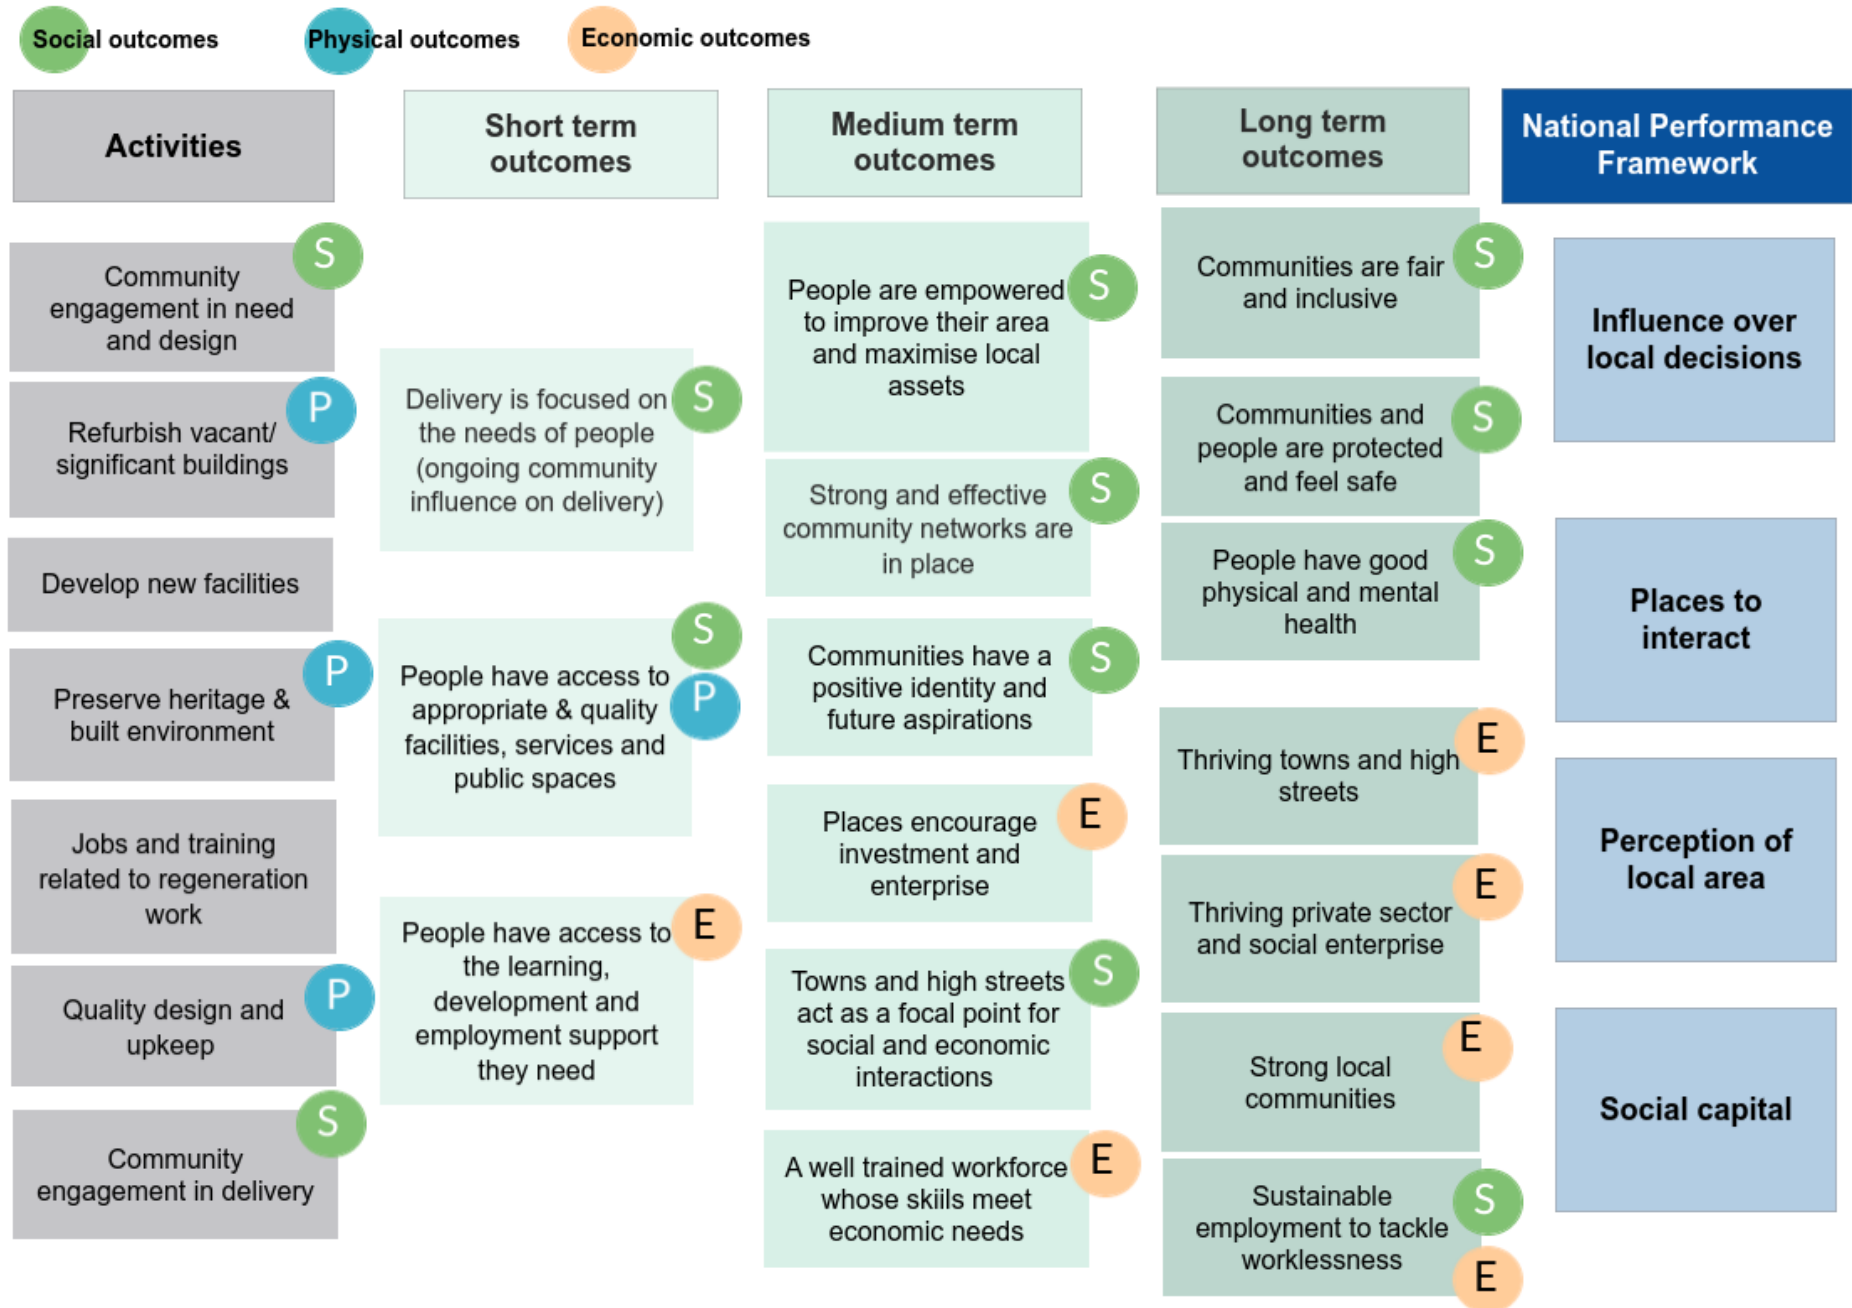 Social outcomes
Physical outcomes
Economic outcomes
Activities
Short term
outcomes
Medium term
outcomes
Long term
outcomes
National Performance
Framework
S
Community
engagement in need
and design
P
Refurbish vacant/
significant buildings
Develop new facilities
P
Preserve heritage &
built environment
Jobs and training
related to regeneration
work
P
Quality design and
upkeep
S
Community
engagement in delivery
S
Delivery is focused on
the needs of people
(ongoing community
influence on delivery)
S
P
People have access to
appropriate & quality
facilities, services and
public spaces
E
People have access to
the learning,
development and
employment support
they need
S
People are empowered
to improve their area
and maximise local
assets
S
Strong and effective
community networks are
in place
S
Communities have a
positive identity and
future aspirations
E
Places encourage
investment and
enterprise
S
Towns and high streets
act as a focal point for
social and economic
interactions
E
A well trained workforce
whose skiils meet
economic needs
S
Communities are fair
and inclusive
S
Communities and
people are protected
and feel safe
S
People have good
physical and mental
health
E
Thriving towns and high
streets
E
Thriving private sector
and social enterprise
E
Strong local
communities
S
Sustainable
employment to tackle
worklessness
E
Influence over
local decisions
Places to
interact
Perception of
local area
Social capital